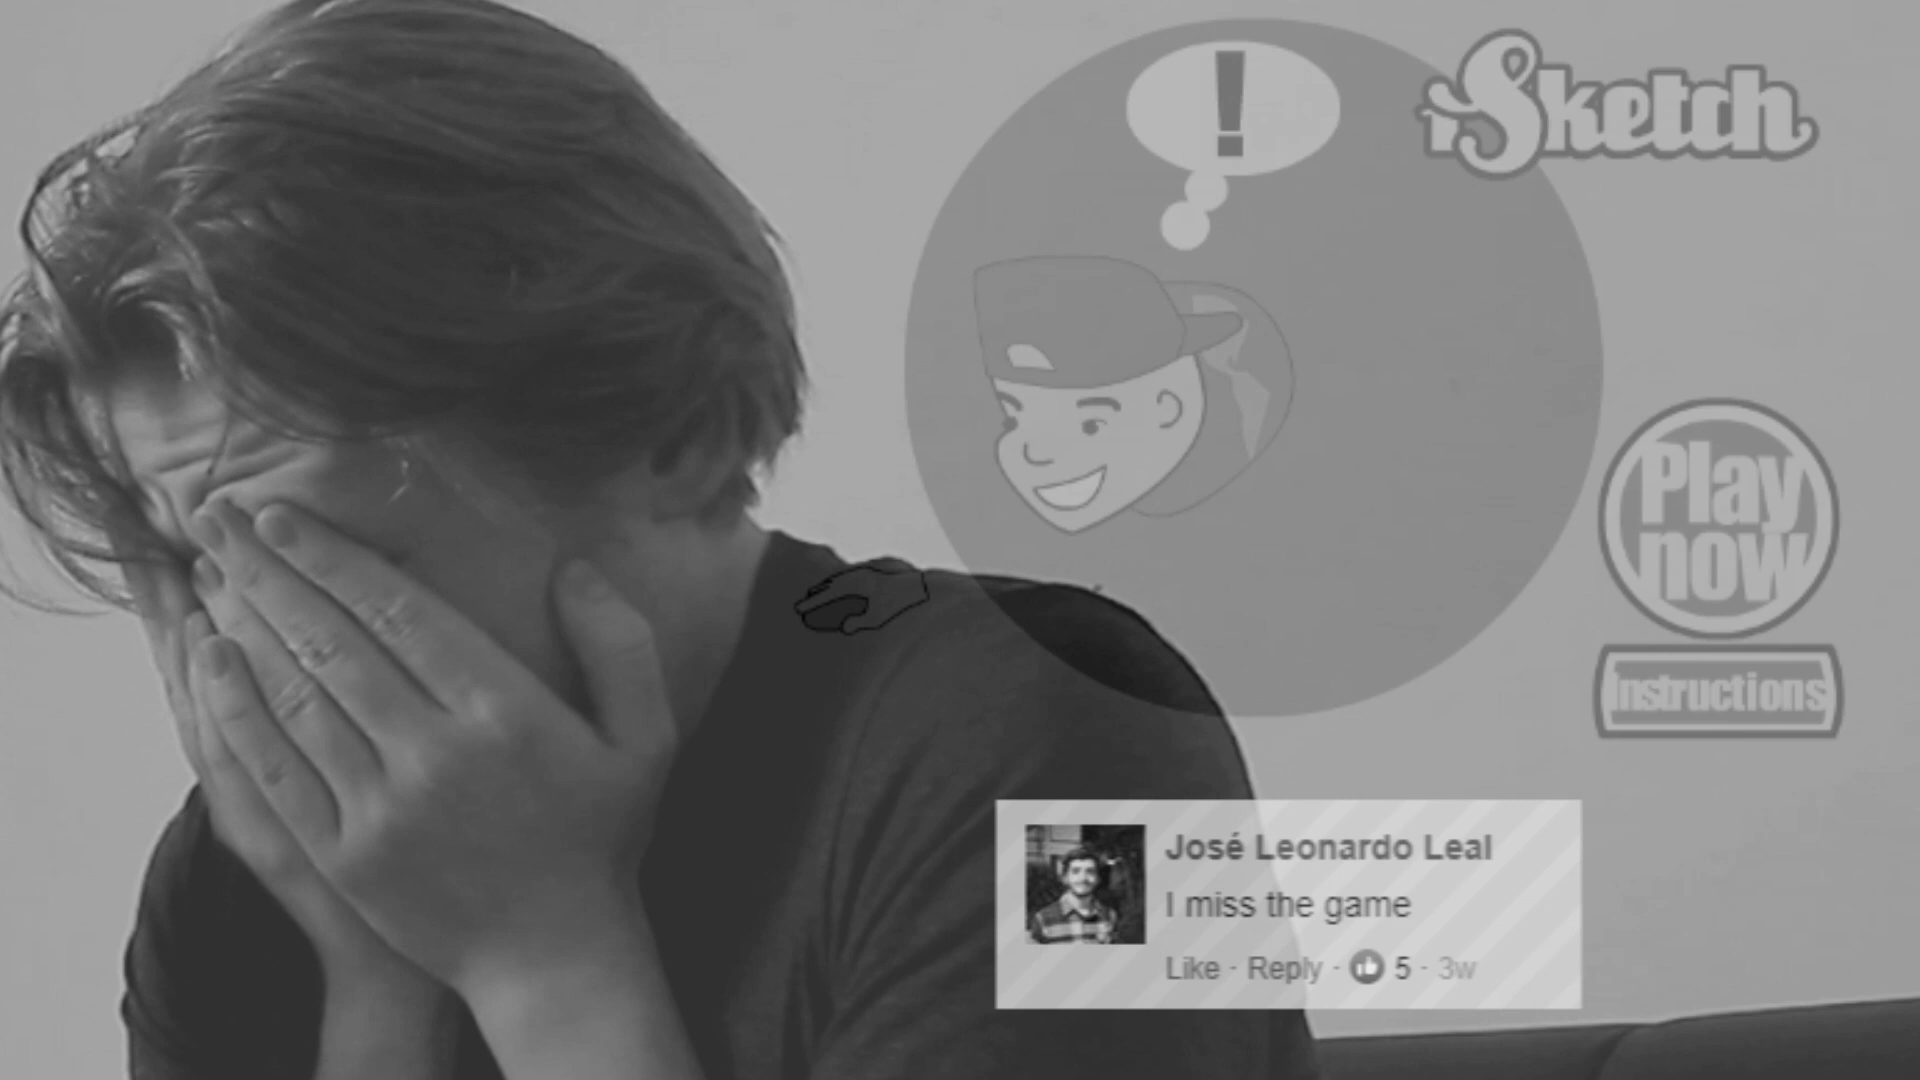 !
iSketch
Play
now
Instructions
José Leonardo Leal
I miss the game
Like · Reply · 5 · 3w